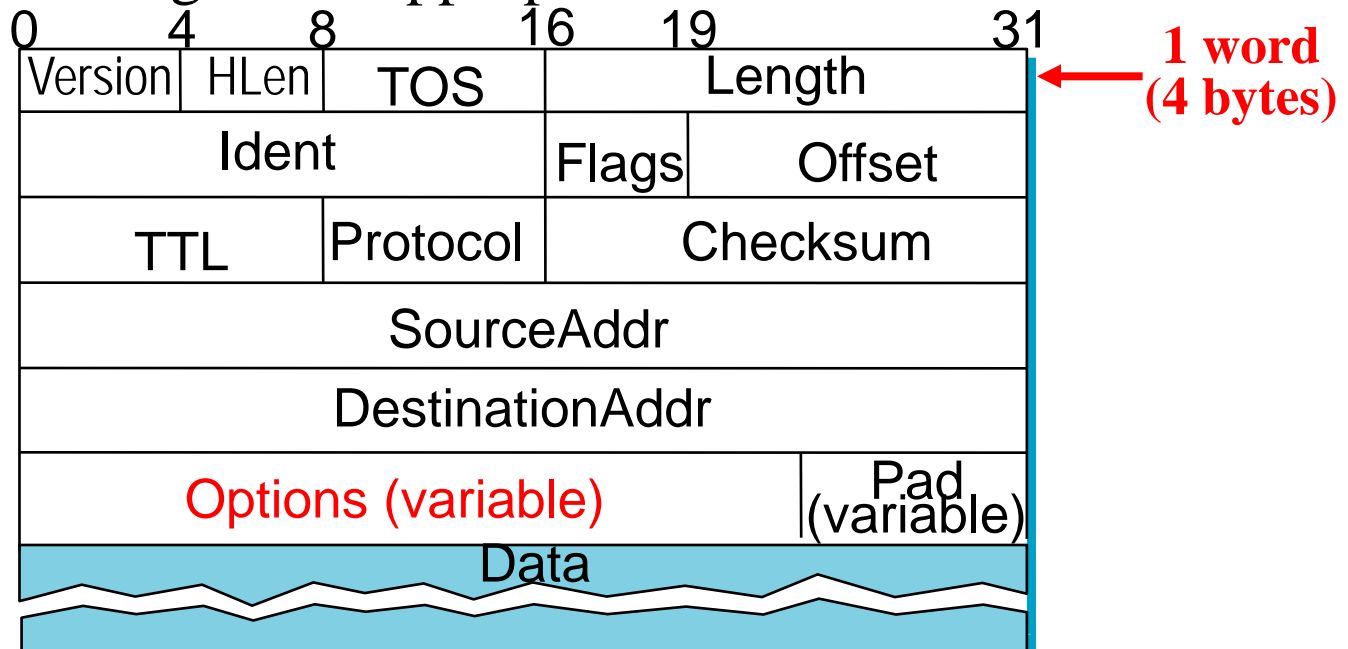 0 4 8 16 19 31
1 word
(4 bytes)
Version HLen TOS Length
Ident Flags Offset
TTL Protocol Checksum
SourceAddr
DestinationAddr
Options (variable) Pad
(variable)
Data